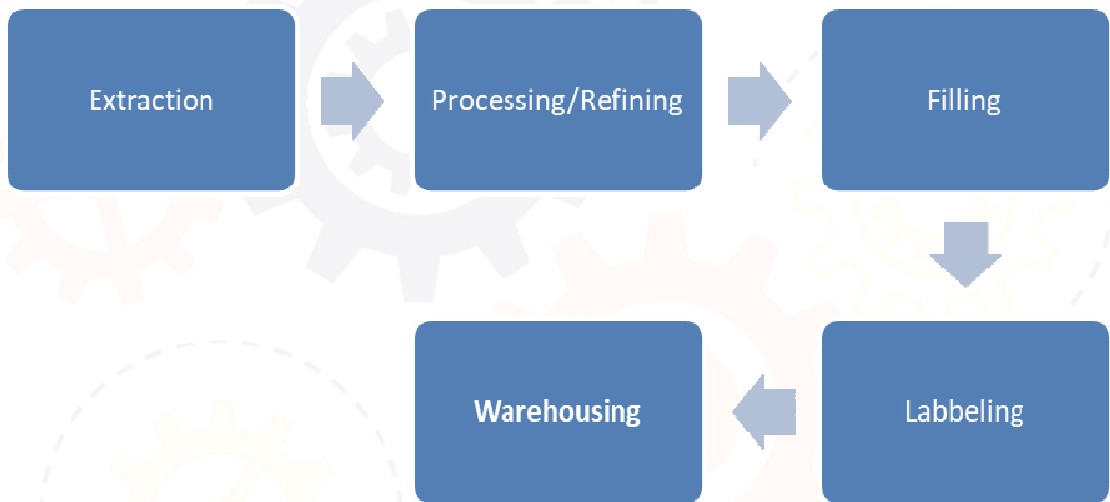 Extraction
Processing/Refining
Filling
Labbeling
Warehousing